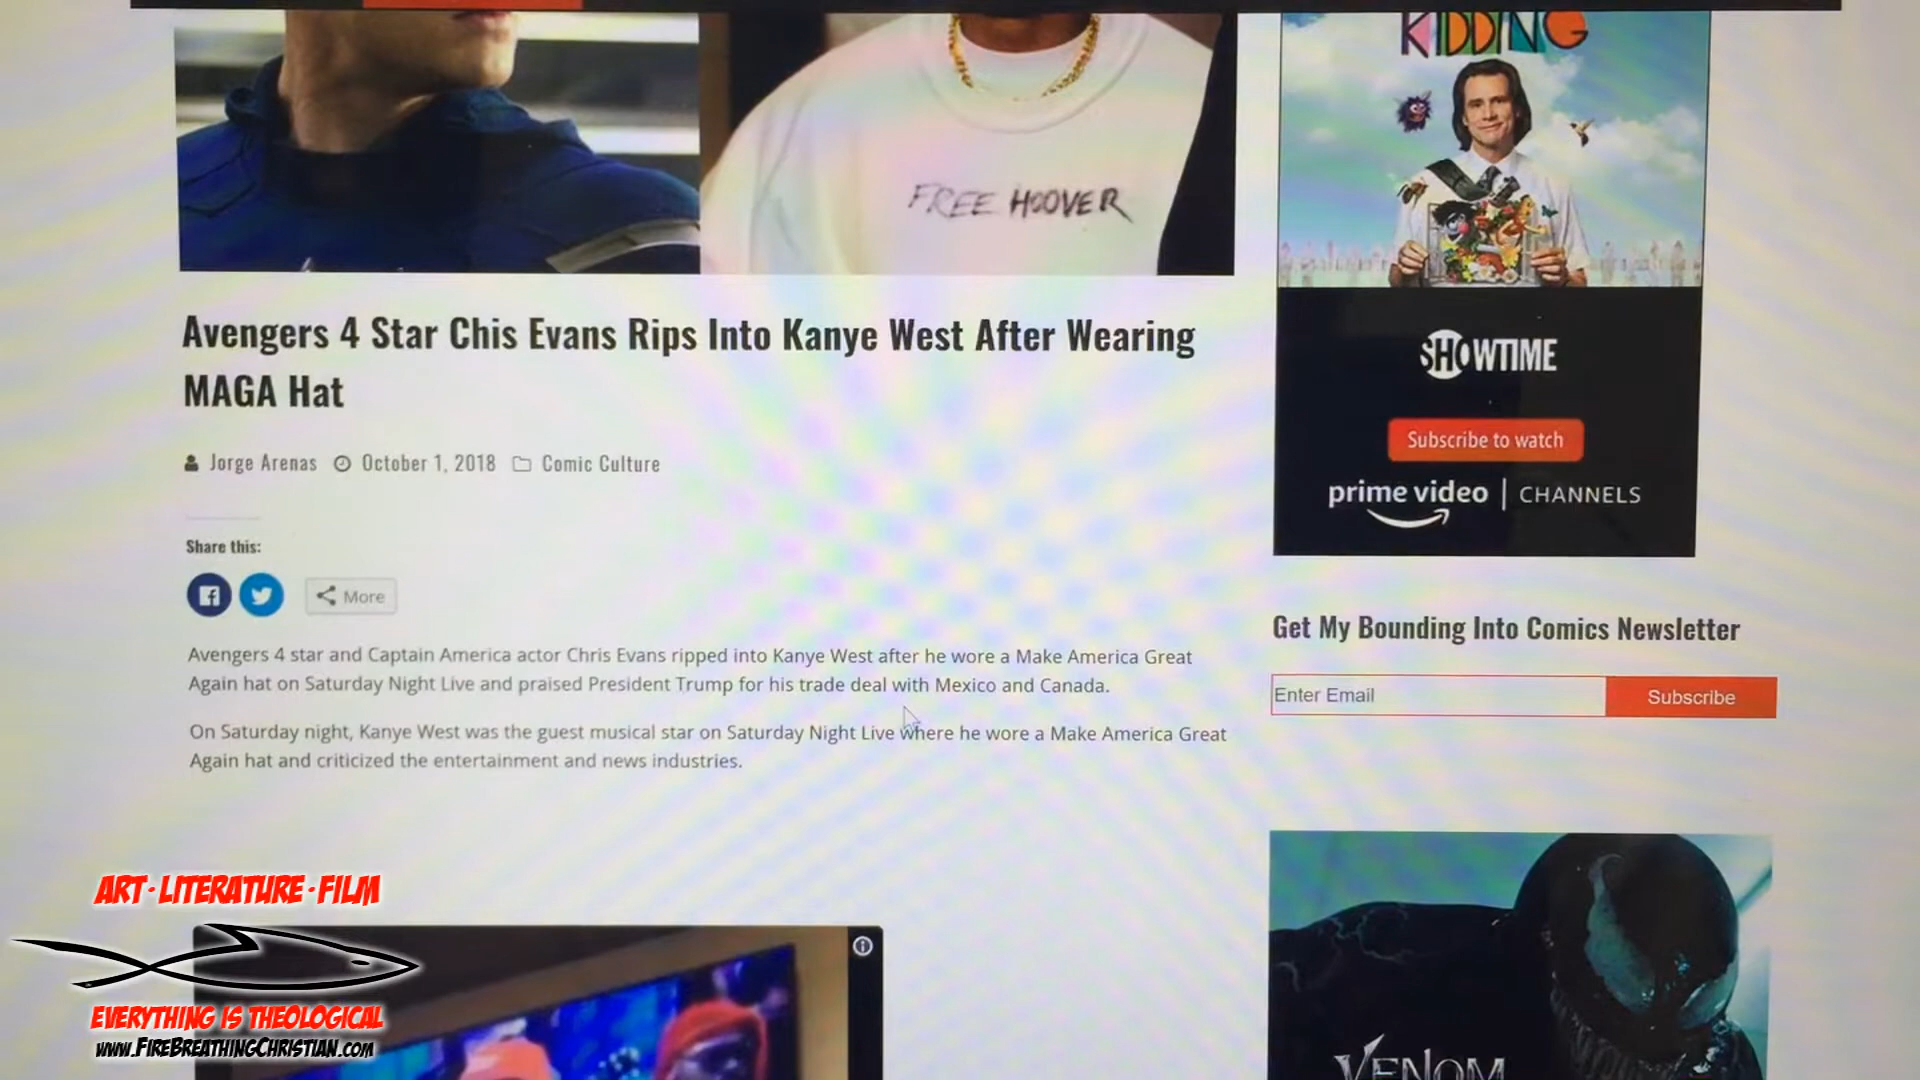 KIDDING
FREE HOOVER
Avengers 4 Star Chis Evans Rips Into Kanye West After Wearing
MAGA Hat
Jorge Arenas October 1, 2018 Comic Culture
Share this:
More
Avengers 4 star and Captain America actor Chris Evans ripped into Kanye West after he wore a Make America Great
Again hat on Saturday Night Live and praised President Trump for his trade deal with Mexico and Canada.
On Saturday night, Kanye West was the guest musical star on Saturday Night Live where he wore a Make America Great
Again hat and criticized the entertainment and news industries.
SHOWTIME
Subscribe to watch
prime video | CHANNELS
Get My Bounding Into Comics Newsletter
Enter Email
Subscribe
VENOM
ART·LITERATURE·FILM
EVERYTHING IS THEOLOGICAL
www.FIREBREATHINGCHRISTIAN.com